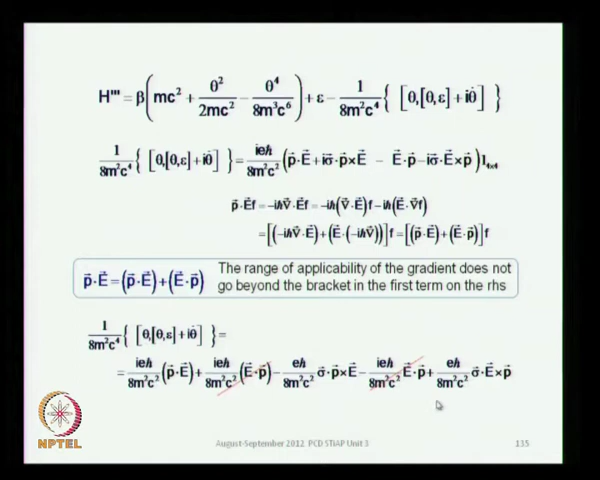 H''' = β(mc² + θ²/2mc² − θ⁴/8m³c⁶) + ε − 1/8m²c⁴ { [θ,[θ,ε]+iθ̇] }
1/8m²c⁴ { [θ,[θ,ε]+iθ̇] } = ieħ/8m²c² (p⃗·E⃗+iσ⃗·p⃗×E⃗ − E⃗·p⃗−iσ⃗·E⃗×p⃗)1₄ₓ₄
p⃗·E⃗f = −iħ∇⃗·E⃗f = −iħ(∇⃗·E⃗)f −iħ(E⃗·∇⃗f)
= [(−iħ∇⃗·E⃗)+(E⃗·(−iħ∇⃗))]f = [(p⃗·E⃗)+(E⃗·p⃗)]f
p⃗·E⃗ = (p⃗·E⃗)+(E⃗·p⃗)
The range of applicability of the gradient does not
go beyond the bracket in the first term on the rhs
1/8m²c⁴ { [θ,[θ,ε]+iθ̇] } =
= ieħ/8m²c² (p⃗·E⃗) + ieħ/8m²c² (E⃗·p⃗) − eħ/8m²c² σ⃗·p⃗×E⃗ − ieħ/8m²c² E⃗·p⃗ + eħ/8m²c² σ⃗·E⃗×p⃗
NPTEL
August-September 2012 PCD STiAP Unit 3
135